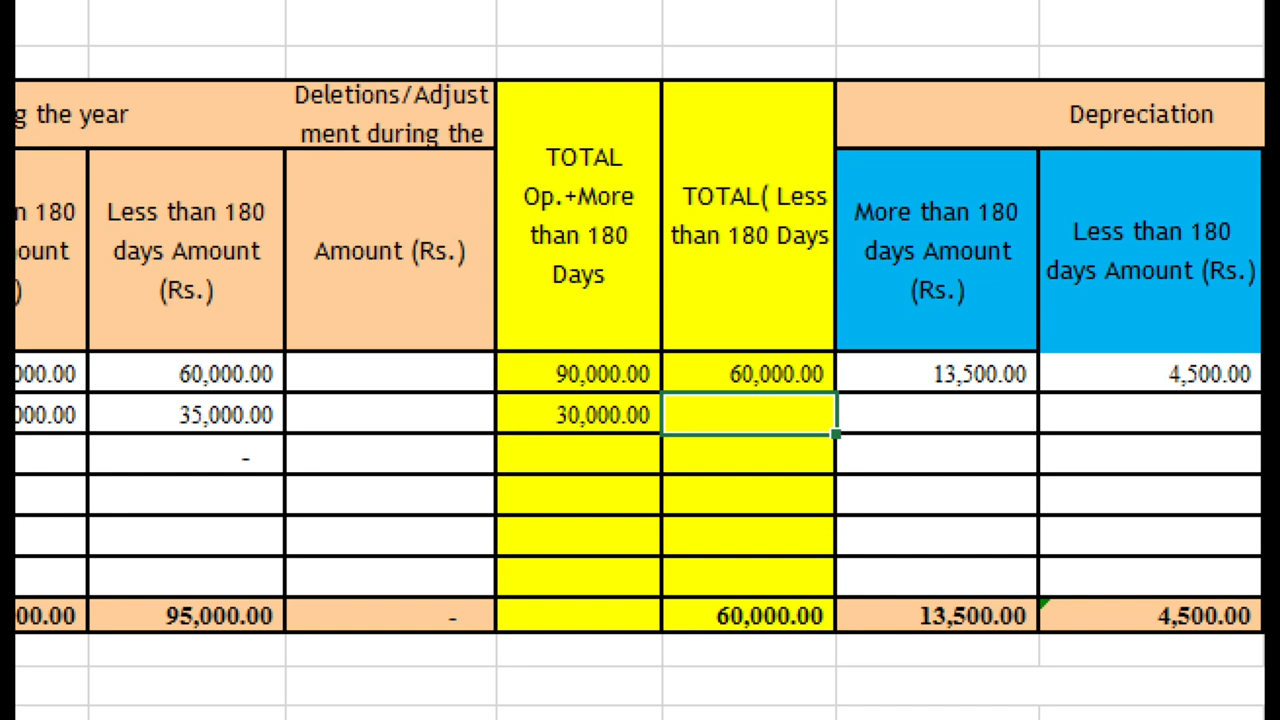 g the year
Deletions/Adjust
ment during the
TOTAL
Op.+More
than 180
Days
TOTAL( Less
than 180 Days
Depreciation
n 180
ount
)
Less than 180
days Amount
(Rs.)
Amount (Rs.)
More than 180
days Amount
(Rs.)
Less than 180
days Amount (Rs.)
000.00 60,000.00 90,000.00 60,000.00 13,500.00 4,500.00
000.00 35,000.00 30,000.00
-
00.00 95,000.00 - 60,000.00 13,500.00 4,500.00